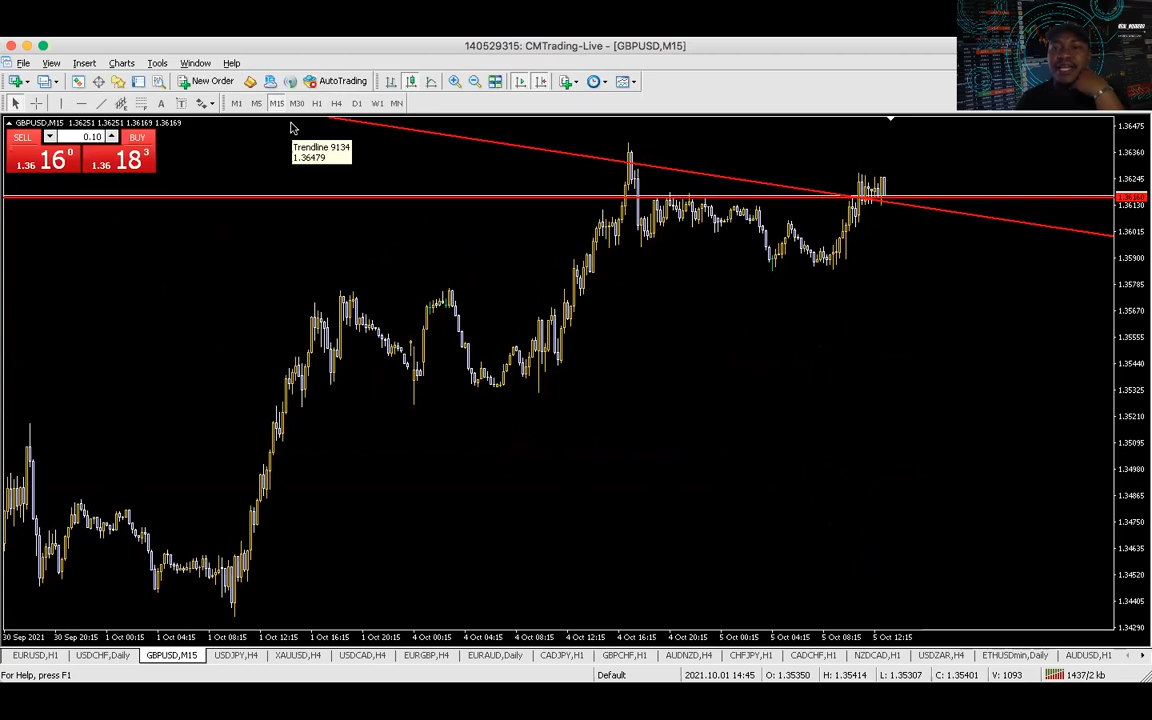 140529315: CMTrading-Live - [GBPUSD,M15]
File View Insert Charts Tools Window Help
New Order AutoTrading
A T M1 M5 M15 M30 H1 H4 D1 W1 MN
GBPUSD,M15 1.36251 1.36251 1.36169 1.36169
SELL 0.10 BUY
1.36 16 0 1.36 18 3
Trendline 9134
1.36479
1.36475
1.36360
1.36245
1.36130
1.36015
1.35900
1.35785
1.35670
1.35555
1.35440
1.35325
1.35210
1.35095
1.34980
1.34865
1.34750
1.34635
1.34520
1.34405
1.34290
30 Sep 2021 30 Sep 20:15 1 Oct 00:15 1 Oct 04:15 1 Oct 08:15 1 Oct 12:15 1 Oct 16:15 1 Oct 20:15 4 Oct 00:15 4 Oct 04:15 4 Oct 08:15 4 Oct 12:15 4 Oct 16:15 4 Oct 20:15 5 Oct 00:15 5 Oct 04:15 5 Oct 08:15 5 Oct 12:15
EURUSD,H1 USDCHF,Daily GBPUSD,M15 USDJPY,H4 XAUUSD,H4 USDCAD,H4 EURGBP,H4 EURAUD,Daily CADJPY,H1 GBPCHF,H1 AUDNZD,H4 CHFJPY,H1 CADCHF,H1 NZDCAD,H1 USDZAR,H4 ETHUSDmin,Daily AUDUSD,H1
For Help, press F1 Default 2021.10.01 14:45 O: 1.35350 H: 1.35414 L: 1.35307 C: 1.35401 V: 1093 1437/2 kb